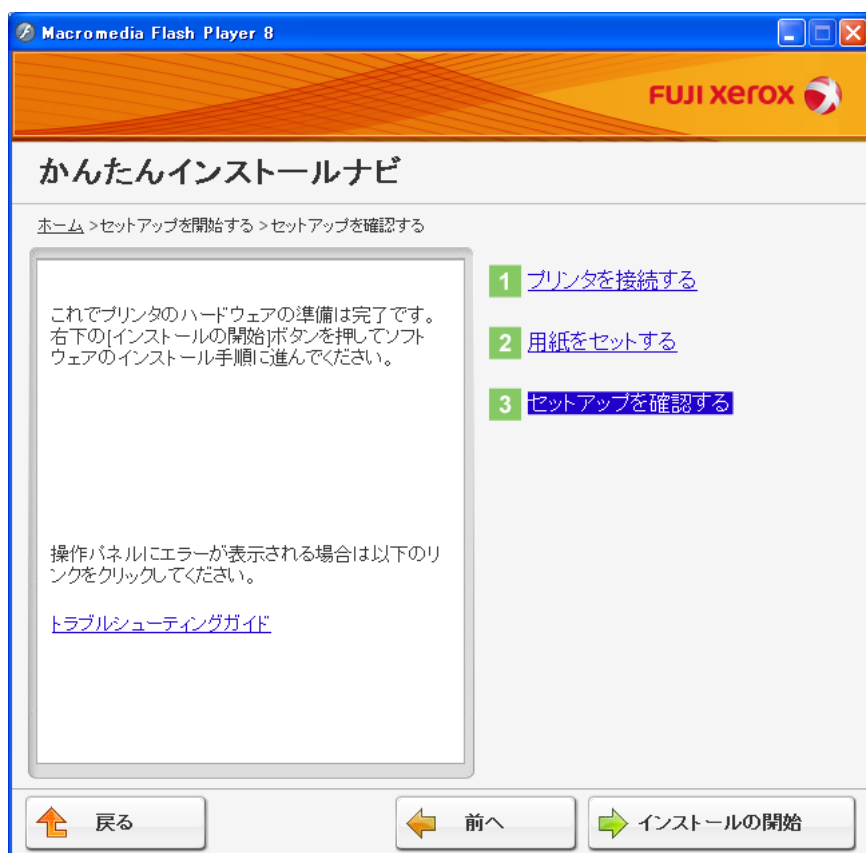 Macromedia Flash Player 8
FUJI xerox
かんたんインストールナビ
ホーム >セットアップを開始する >セットアップを確認する
これでプリンタのハードウェアの準備は完了です。
右下の[インストールの開始]ボタンを押してソフト
ウェアのインストール手順に進んでください。
操作パネルにエラーが表示される場合は以下のリ
ンクをクリックしてください。
トラブルシューティングガイド
1 プリンタを接続する
2 用紙をセットする
3 セットアップを確認する
戻る
前へ
インストールの開始